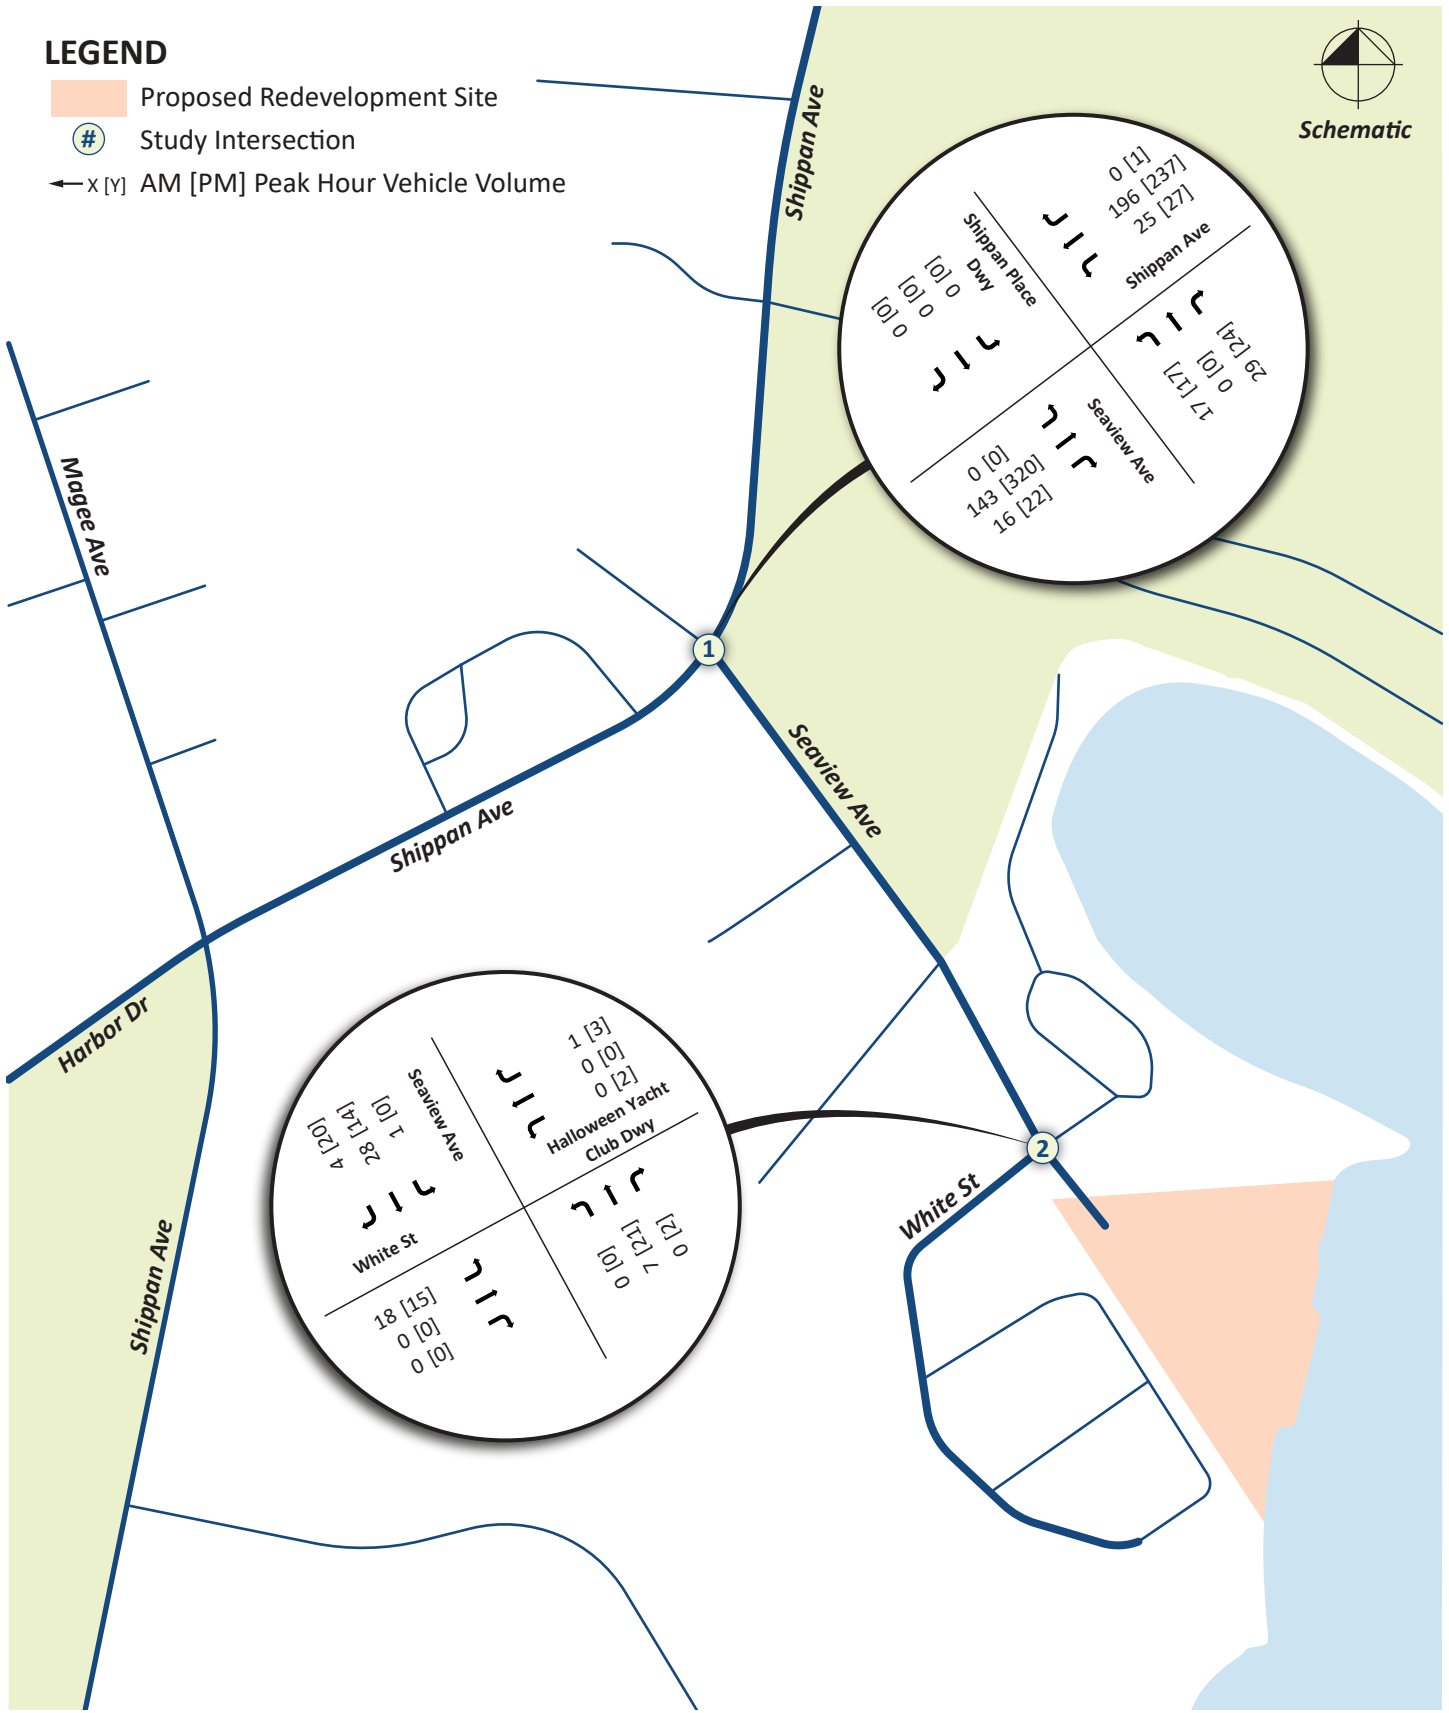 LEGEND
Proposed Redevelopment Site
# Study Intersection
X [Y] AM [PM] Peak Hour Vehicle Volume
Schematic
Shippan Ave
0 [1]
196 [237]
25 [27]
Shippan Ave
Shippan Place
Dwy
0 [0]
0 [0]
0 [0]
29 [24]
0 [0]
17 [17]
Seaview Ave
0 [0]
143 [320]
16 [22]
Magee Ave
1
Seaview Ave
Shippan Ave
Harbor Dr
1 [3]
0 [0]
0 [2]
Halloween Yacht
Club Dwy
Seaview Ave
1 [0]
28 [14]
4 [20]
White St
0 [2]
7 [21]
0 [0]
18 [15]
0 [0]
0 [0]
2
White St
Shippan Ave